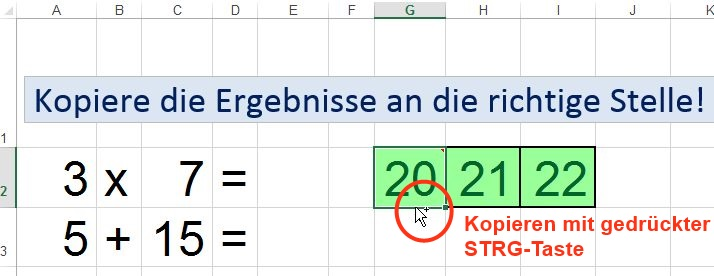 A B C D E F G H I J K
Kopiere die Ergebnisse an die richtige Stelle!
1
2 3 x 7 = 20 21 22
Kopieren mit gedrückter
STRG-Taste
3 5 + 15 =